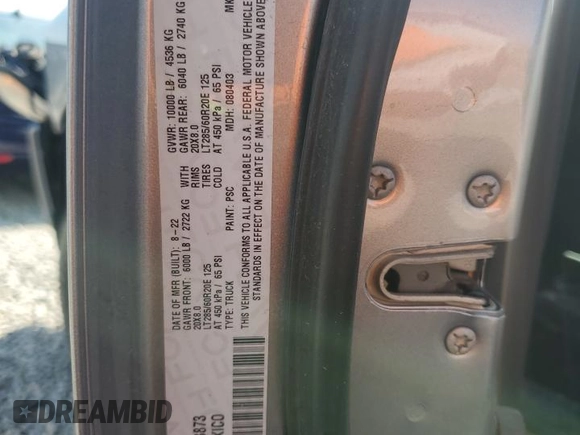 DATE OF MFR (BUILT): 8-22 GVWR: 10000 LB / 4536 KG
GAWR FRONT: 6000 LB / 2722 KG WITH GAWR REAR: 6040 LB / 2740 KG
20X8.0 RIMS 20X8.0
LT285/60R20E 125 TIRES LT285/60R20E 125
AT 450 kPa / 65 PSI COLD AT 450 kPa / 65 PSI
TYPE: TRUCK PAINT: PSC MDH: 080403 MK
THIS VEHICLE CONFORMS TO ALL APPLICABLE U.S.A. FEDERAL MOTOR VEHICLE
STANDARDS IN EFFECT ON THE DATE OF MANUFACTURE SHOWN ABOVE
DREAMBID